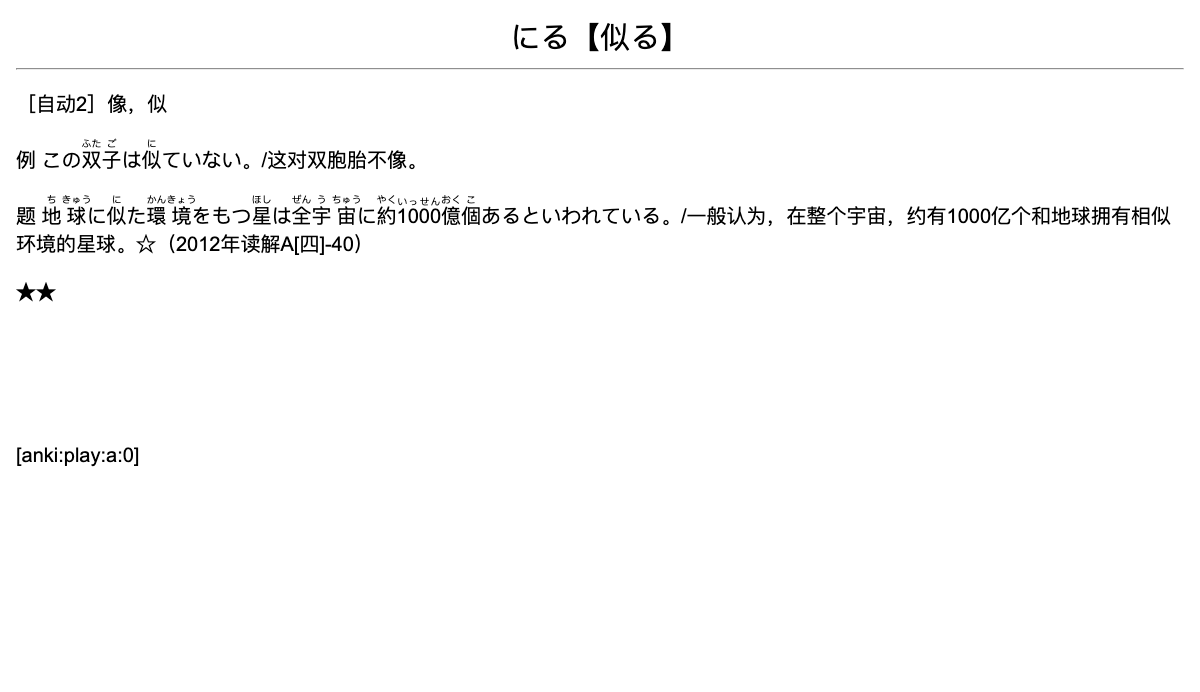 にる【似る】
［自动2］像，似
ふた ご に
例 この双子は似ていない。/这对双胞胎不像。
ち きゅう に かんきょう ほし ぜん う ちゅう やく いっせん おく こ
题 地球に似た環境をもつ星は全宇宙に約1000億個あるといわれている。/一般认为，在整个宇宙，约有1000亿个和地球拥有相似
环境的星球。☆（2012年读解A[四]-40）
★★
[anki:play:a:0]